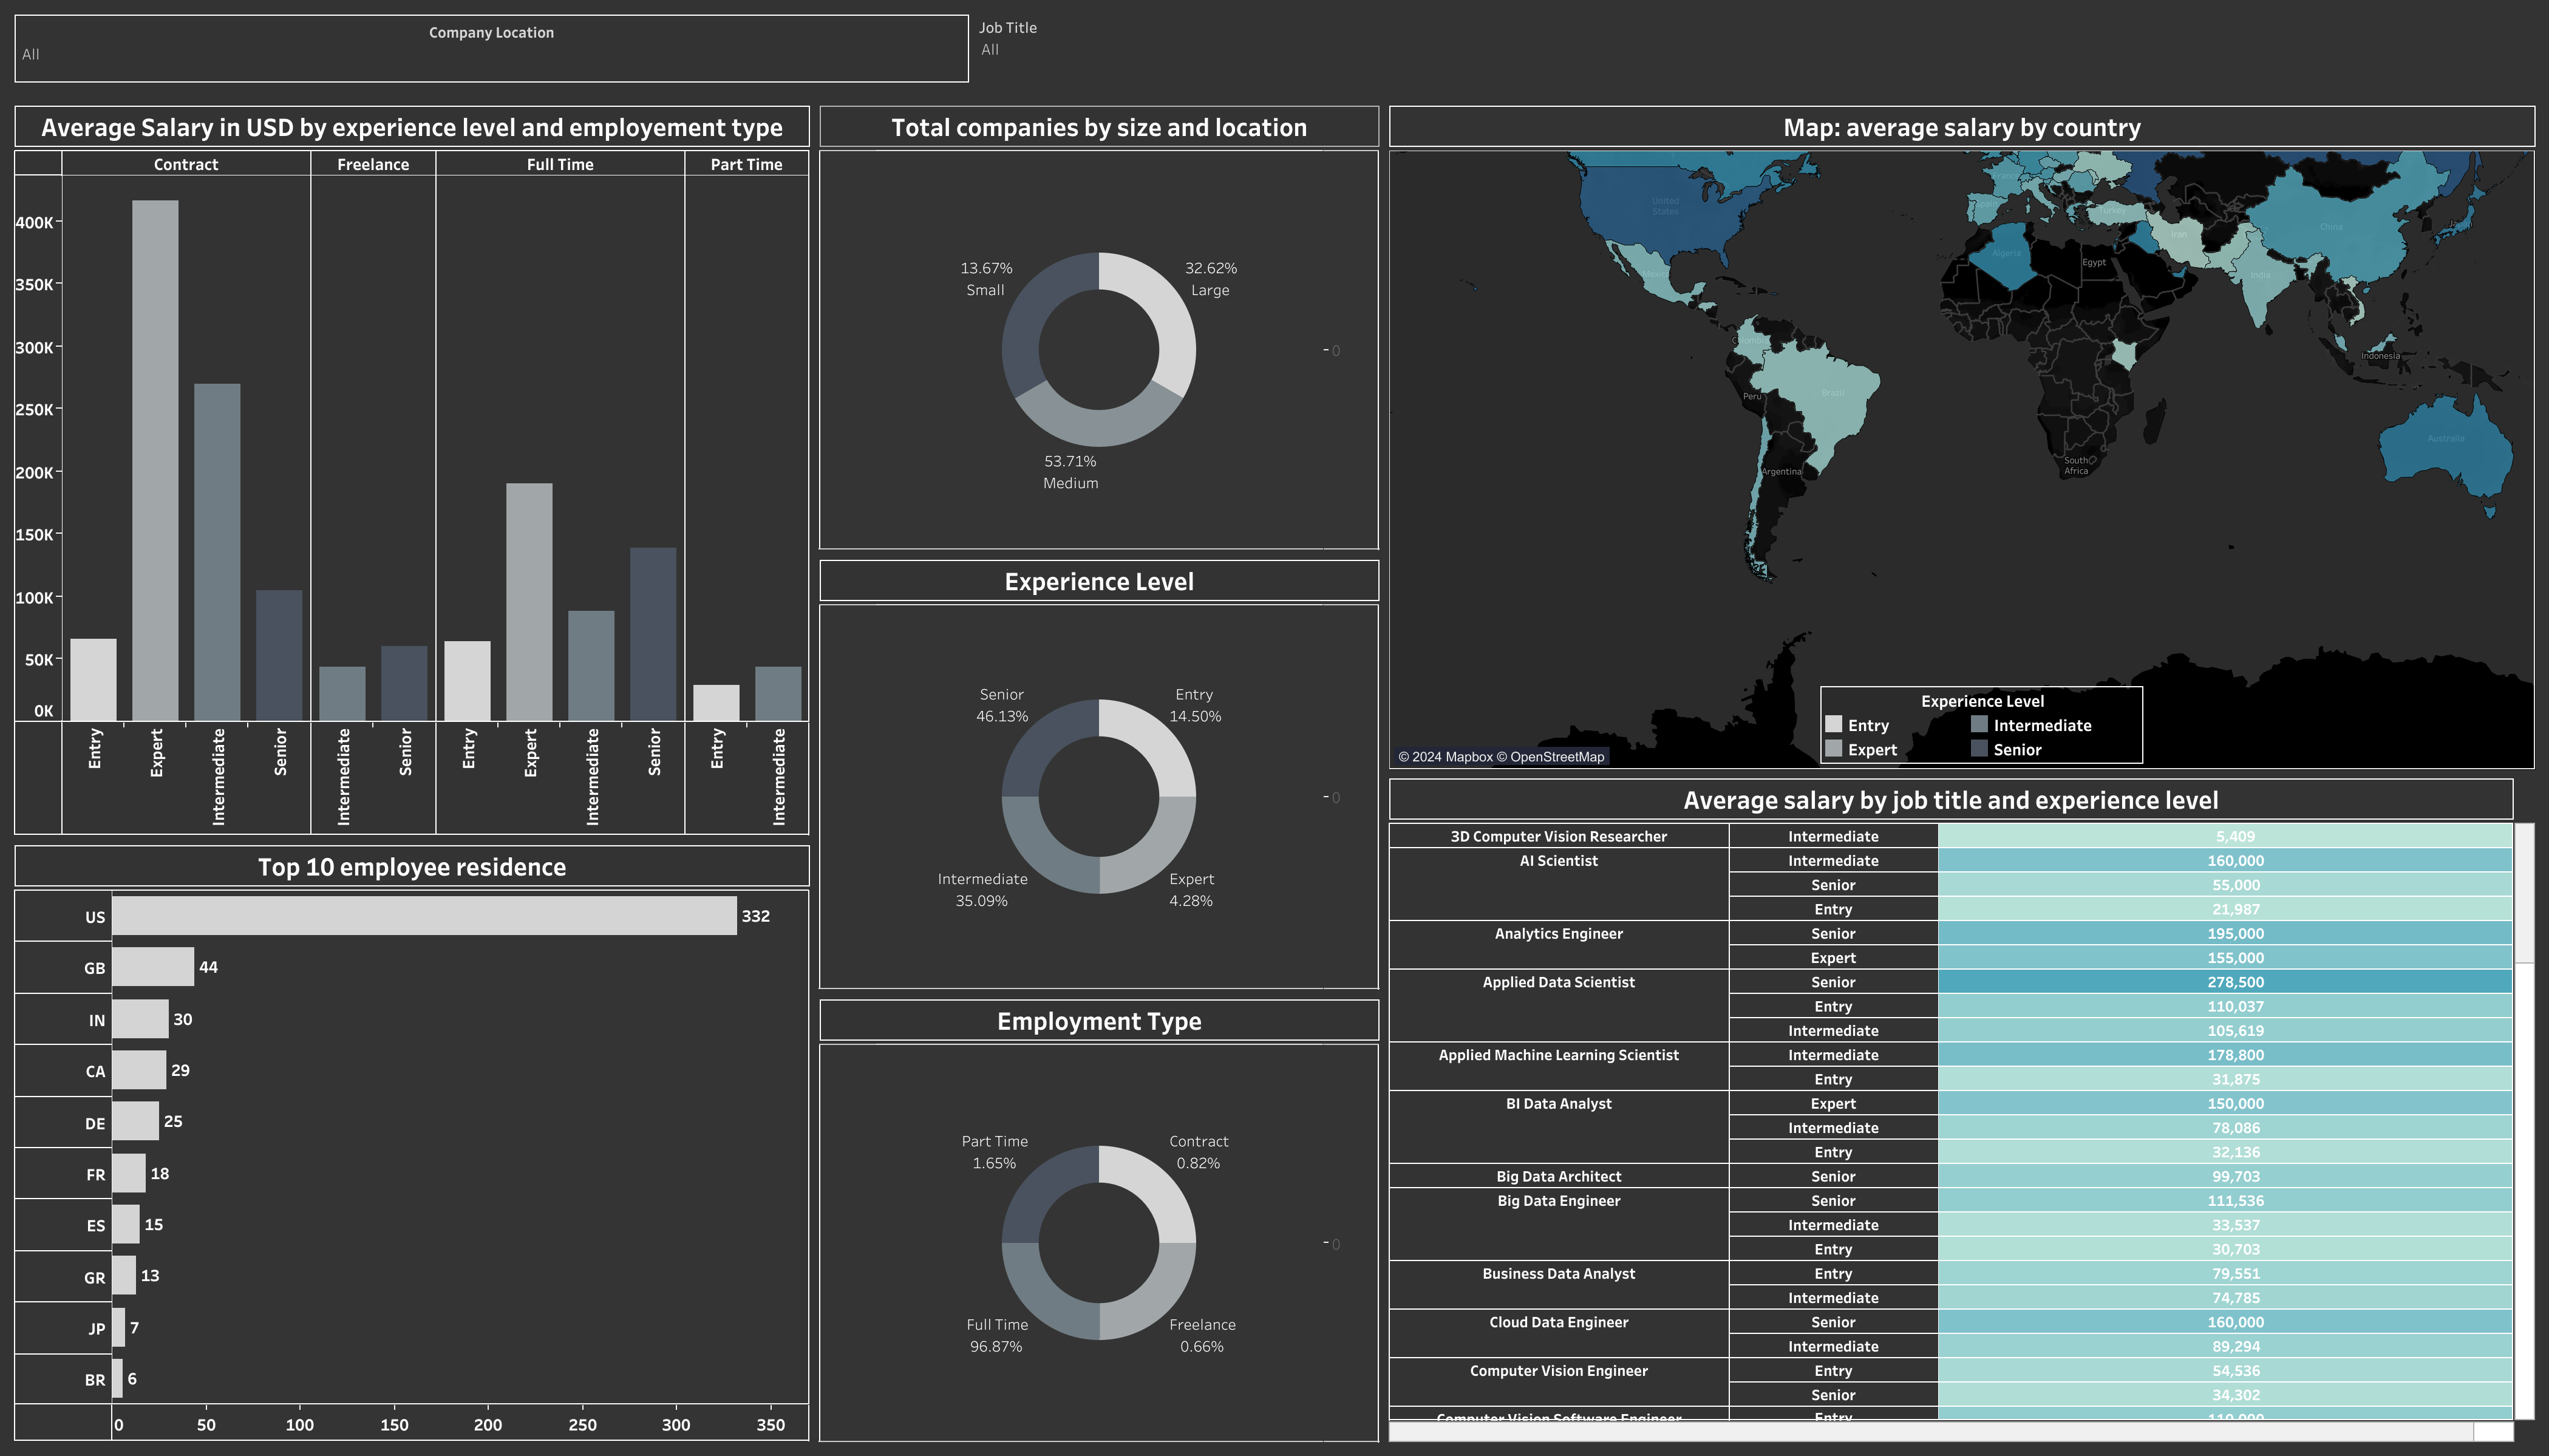 Company Location
All
Job Title
All
Average Salary in USD by experience level and employement type
Contract
Freelance
Full Time
Part Time
400K
350K
300K
250K
200K
150K
100K
50K
0K
Entry
Expert
Intermediate
Senior
Intermediate
Senior
Entry
Expert
Intermediate
Senior
Entry
Intermediate
Top 10 employee residence
US 332
GB 44
IN 30
CA 29
DE 25
FR 18
ES 15
GR 13
JP 7
BR 6
0 50 100 150 200 250 300 350
Total companies by size and location
13.67%
Small
32.62%
Large
53.71%
Medium
0
Experience Level
Senior
46.13%
Entry
14.50%
Intermediate
35.09%
Expert
4.28%
0
Employment Type
Part Time
1.65%
Contract
0.82%
Full Time
96.87%
Freelance
0.66%
0
Map: average salary by country
United
States
Mexico
Colombia
Brazil
Peru
Argentina
France
Spain
Turkey
Algeria
Egypt
Iran
India
China
Japan
Indonesia
Australia
South
Africa
Experience Level
Entry
Intermediate
Expert
Senior
© 2024 Mapbox © OpenStreetMap
Average salary by job title and experience level
3D Computer Vision Researcher Intermediate 5,409
AI Scientist Intermediate 160,000
Senior 55,000
Entry 21,987
Analytics Engineer Senior 195,000
Expert 155,000
Applied Data Scientist Senior 278,500
Entry 110,037
Intermediate 105,619
Applied Machine Learning Scientist Intermediate 178,800
Entry 31,875
BI Data Analyst Expert 150,000
Intermediate 78,086
Entry 32,136
Big Data Architect Senior 99,703
Big Data Engineer Senior 111,536
Intermediate 33,537
Entry 30,703
Business Data Analyst Entry 79,551
Intermediate 74,785
Cloud Data Engineer Senior 160,000
Intermediate 89,294
Computer Vision Engineer Entry 54,536
Senior 34,302
Computer Vision Software Engineer Entry 110,000